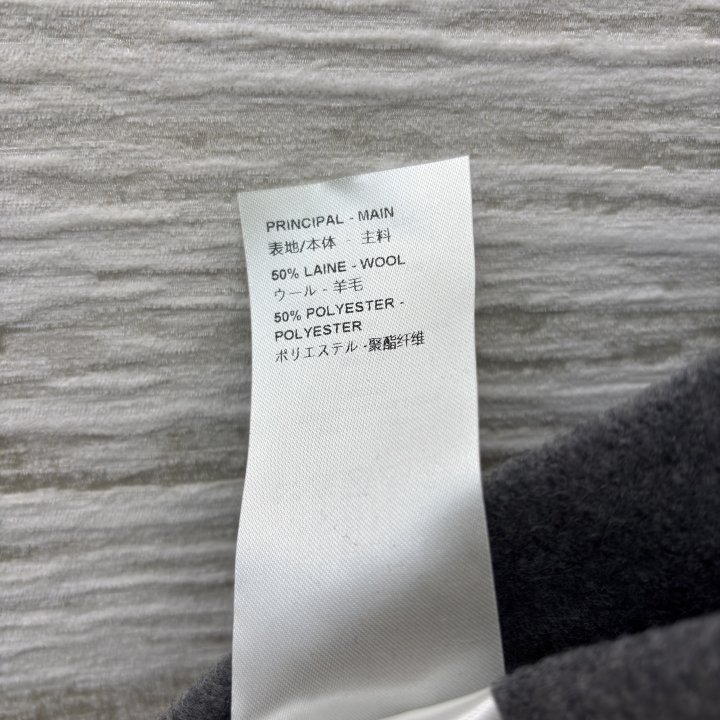 PRINCIPAL - MAIN
表地/本体 - 主料
50% LAINE - WOOL
ウール - 羊毛
50% POLYESTER -
POLYESTER
ポリエステル -聚酯纤维